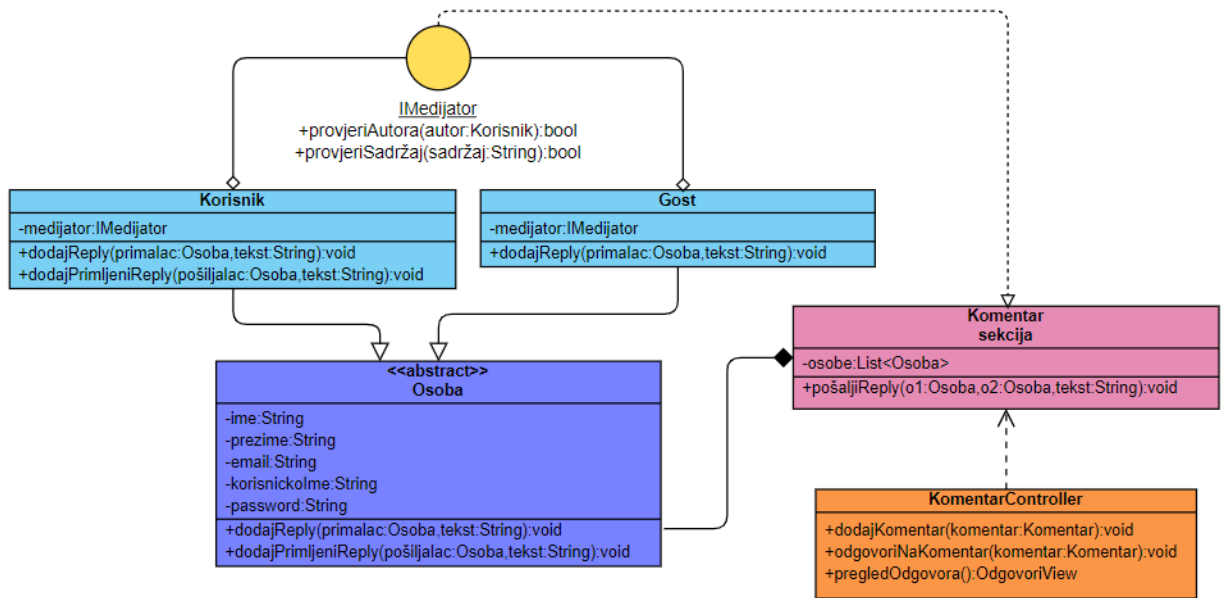 IMedijator
+provjeriAutora(autor:Korisnik):bool
+provjeriSadržaj(sadržaj:String):bool
Korisnik
-medijator:IMedijator
+dodajReply(primalac:Osoba,tekst:String):void
+dodajPrimljeniReply(pošiljalac:Osoba,tekst:String):void
Gost
-medijator:IMedijator
+dodajReply(primalac:Osoba,tekst:String):void
<<abstract>>
Osoba
-ime:String
-prezime:String
-email:String
-korisnickoIme:String
-password:String
+dodajReply(primalac:Osoba,tekst:String):void
+dodajPrimljeniReply(pošiljalac:Osoba,tekst:String):void
Komentar
sekcija
-osobe:List<Osoba>
+pošaljiReply(o1:Osoba,o2:Osoba,tekst:String):void
KomentarController
+dodajKomentar(komentar:Komentar):void
+odgovoriNaKomentar(komentar:Komentar):void
+pregledOdgovora():OdgovoriView